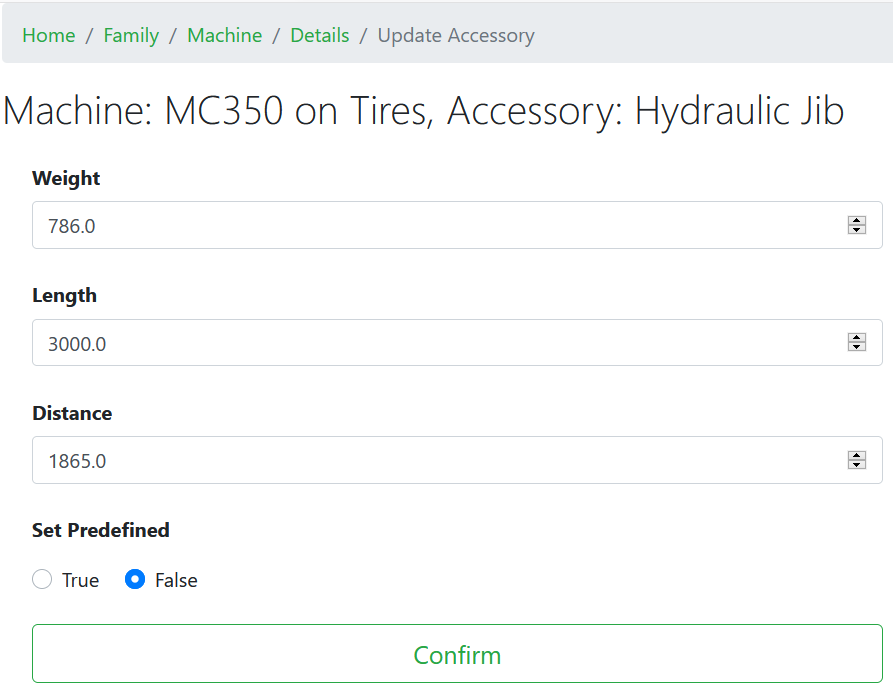 Home / Family / Machine / Details / Update Accessory
Machine: MC350 on Tires, Accessory: Hydraulic Jib
Weight
786.0
Length
3000.0
Distance
1865.0
Set Predefined
True False
Confirm